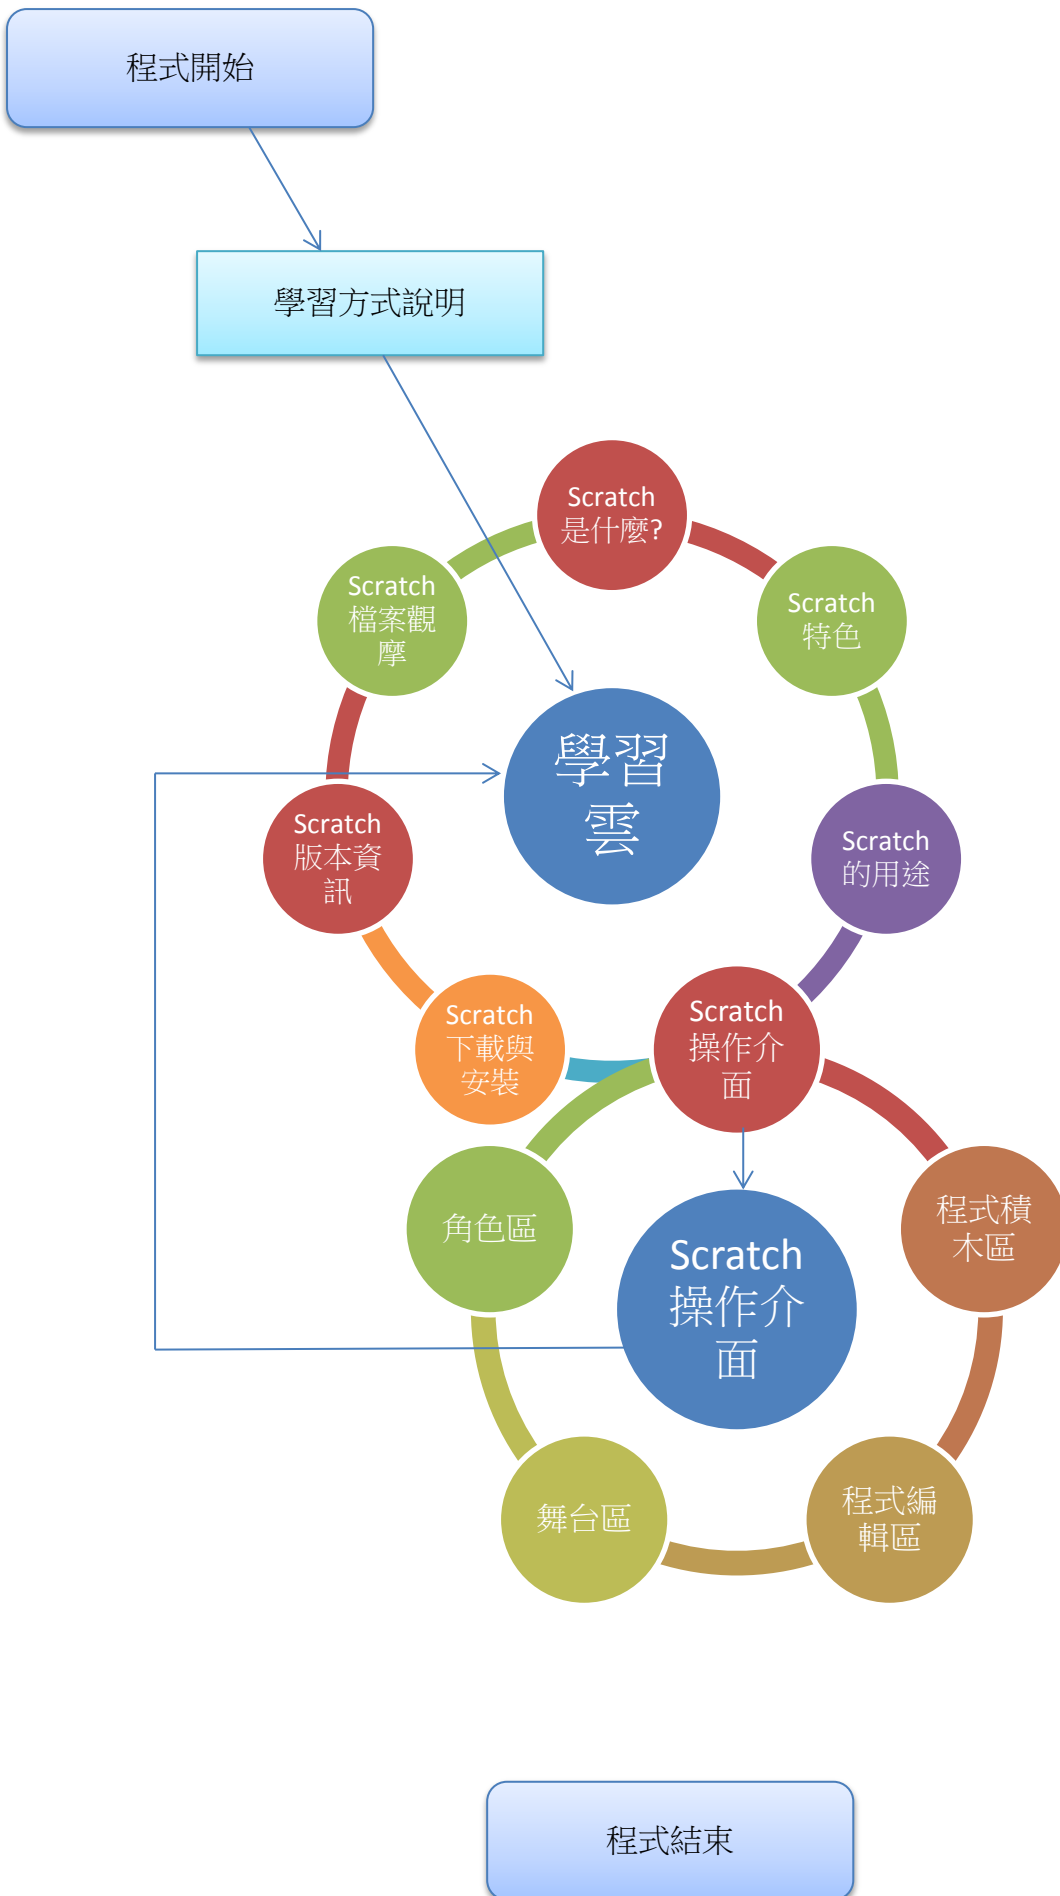 程式開始
學習方式說明
Scratch
是什麼?
Scratch
特色
Scratch
檔案觀
摩
學習
雲
Scratch
的用途
Scratch
版本資
訊
Scratch
操作介
面
Scratch
下載與
安裝
角色區
程式積
木區
Scratch
操作介
面
舞台區
程式編
輯區
程式結束